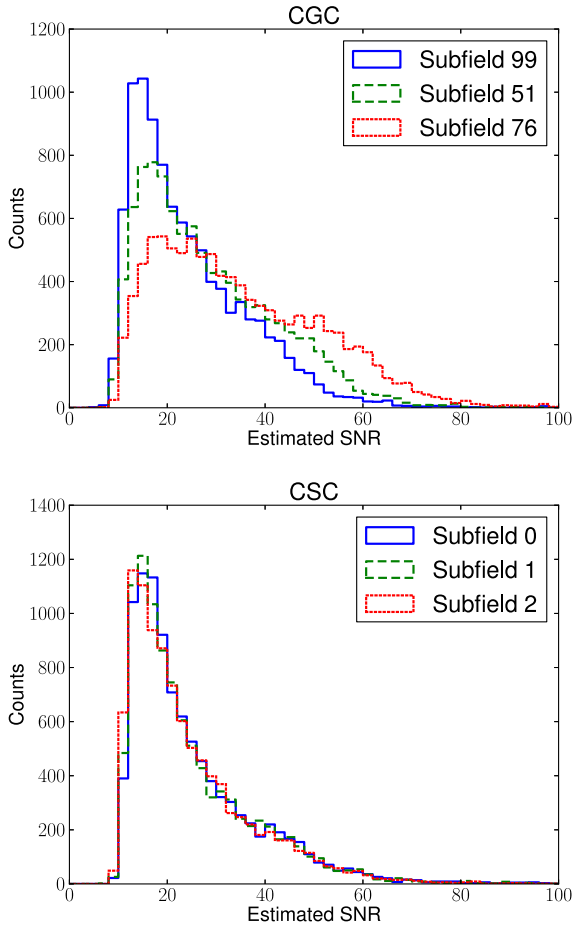 CGC
1200
1000
800
600
400
200
0
Counts
Subfield 99
Subfield 51
Subfield 76
0 20 40 60 80 100
Estimated SNR
CSC
1400
1200
1000
800
600
400
200
0
Counts
Subfield 0
Subfield 1
Subfield 2
0 20 40 60 80 100
Estimated SNR